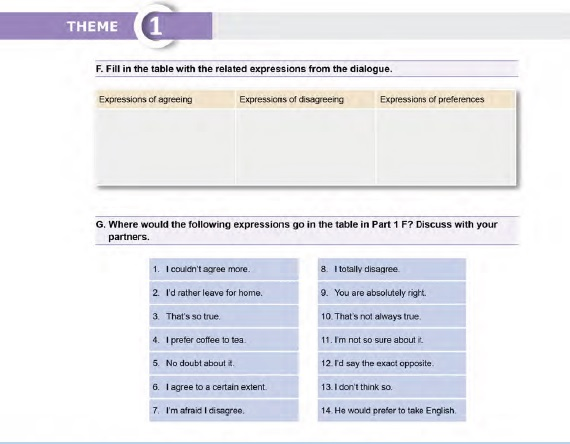 THEME 1
F. Fill in the table with the related expressions from the dialogue.
Expressions of agreeing
Expressions of disagreeing
Expressions of preferences
G. Where would the following expressions go in the table in Part 1 F? Discuss with your
partners.
1. I couldn't agree more.
2. I'd rather leave for home.
3. That's so true.
4. I prefer coffee to tea.
5. No doubt about it.
6. I agree to a certain extent.
7. I'm afraid I disagree.
8. I totally disagree.
9. You are absolutely right.
10. That's not always true.
11. I'm not so sure about it.
12. I'd say the exact opposite.
13. I don't think so.
14. He would prefer to take English.